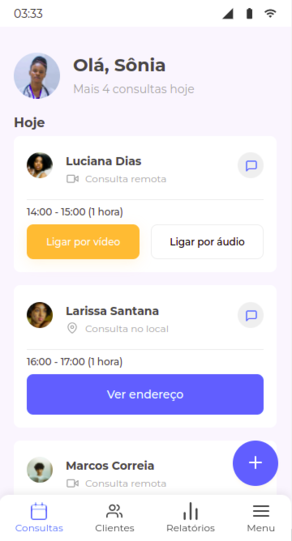 03:33
Olá, Sônia
Mais 4 consultas hoje
Hoje
Luciana Dias
Consulta remota
14:00 - 15:00 (1 hora)
Ligar por vídeo
Ligar por áudio
Larissa Santana
Consulta no local
16:00 - 17:00 (1 hora)
Ver endereço
Marcos Correia
Consulta remota
Consultas
Clientes
Relatórios
Menu